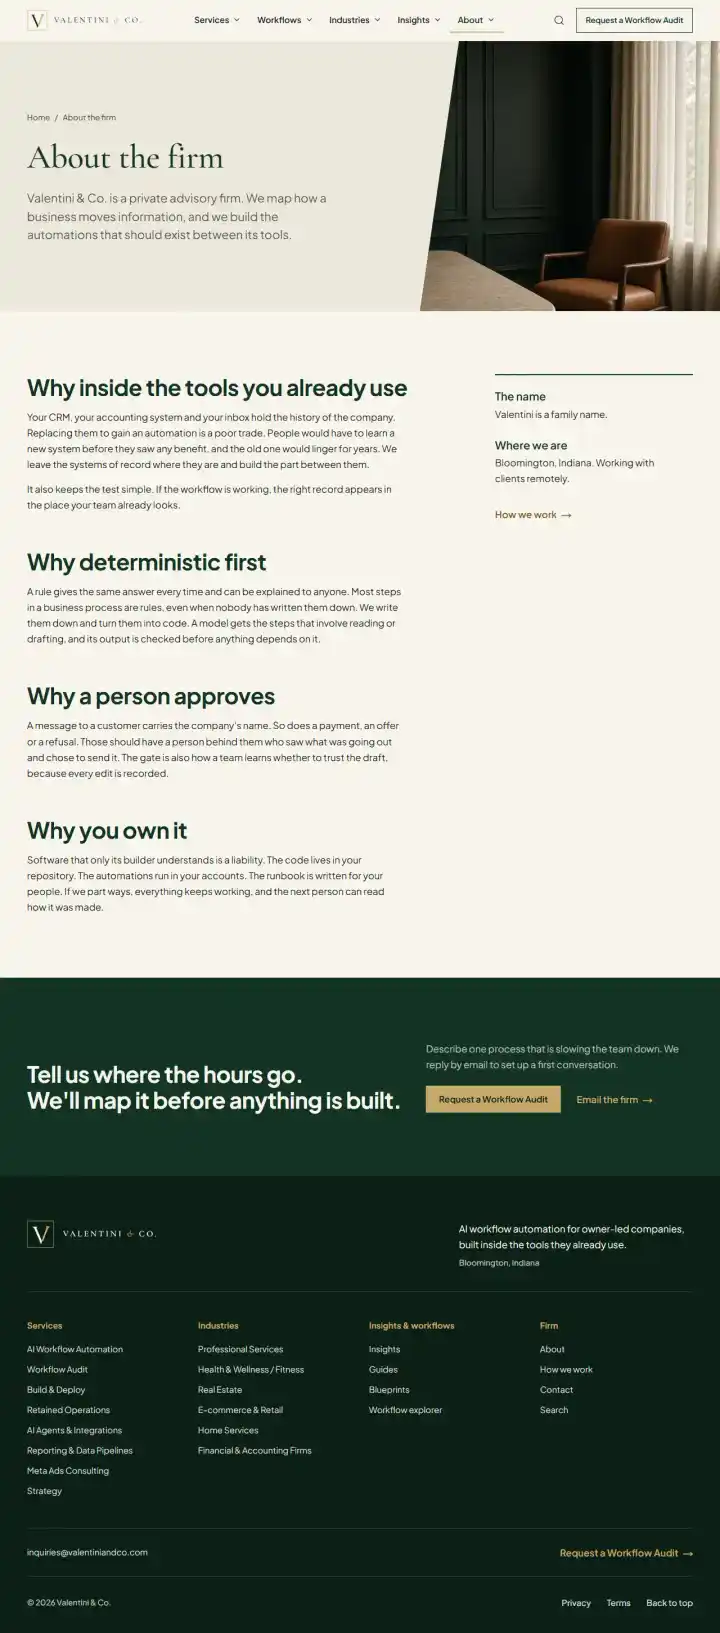 V VALENTINI & CO.
Services Workflows Industries Insights About Request a Workflow Audit
Home / About the firm
About the firm
Valentini & Co. is a private advisory firm. We map how a
business moves information, and we build the
automations that should exist between its tools.
Why inside the tools you already use
Your CRM, your accounting system and your inbox hold the history of the company.
Replacing them to gain an automation is a poor trade. People would have to learn a
new system before they saw any benefit, and the old one would linger for years. We
leave the systems of record where they are and build the part between them.
It also keeps the test simple. If the workflow is working, the right record appears in
the place your team already looks.
The name
Valentini is a family name.
Where we are
Bloomington, Indiana. Working with
clients remotely.
How we work →
Why deterministic first
A rule gives the same answer every time and can be explained to anyone. Most steps
in a business process are rules, even when nobody has written them down. We write
them down and turn them into code. A model gets the steps that involve reading or
drafting, and its output is checked before anything depends on it.
Why a person approves
A message to a customer carries the company's name. So does a payment, an offer
or a refusal. Those should have a person behind them who saw what was going out
and chose to send it. The gate is also how a team learns whether to trust the draft,
because every edit is recorded.
Why you own it
Software that only its builder understands is a liability. The code lives in your
repository. The automations run in your accounts. The runbook is written for your
people. If we part ways, everything keeps working, and the next person can read
how it was made.
Tell us where the hours go.
We'll map it before anything is built.
Describe one process that is slowing the team down. We
reply by email to set up a first conversation.
Request a Workflow Audit Email the firm →
V VALENTINI & CO.
AI workflow automation for owner-led companies,
built inside the tools they already use.
Bloomington, Indiana
Services
AI Workflow Automation
Workflow Audit
Build & Deploy
Retained Operations
AI Agents & Integrations
Reporting & Data Pipelines
Meta Ads Consulting
Strategy
Industries
Professional Services
Health & Wellness / Fitness
Real Estate
E-commerce & Retail
Home Services
Financial & Accounting Firms
Insights & workflows
Insights
Guides
Blueprints
Workflow explorer
Firm
About
How we work
Contact
Search
inquiries@valentiniandco.com Request a Workflow Audit →
© 2026 Valentini & Co. Privacy Terms Back to top